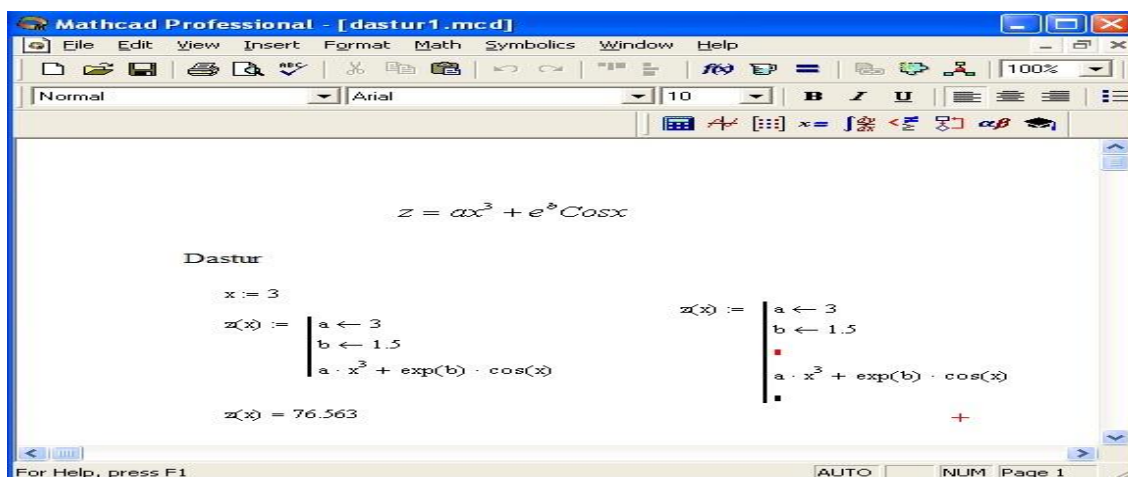 Mathcad Professional - [dastur1.mcd]
File Edit View Insert Format Math Symbolics Window Help
100%
Normal Arial 10 B I U
z = ax³ + eᵇCosx
Dastur
x := 3
z(x) := a ← 3
b ← 1.5
a · x³ + exp(b) · cos(x)
z(x) = 76.563
z(x) := a ← 3
b ← 1.5
a · x³ + exp(b) · cos(x)
For Help, press F1 AUTO NUM Page 1